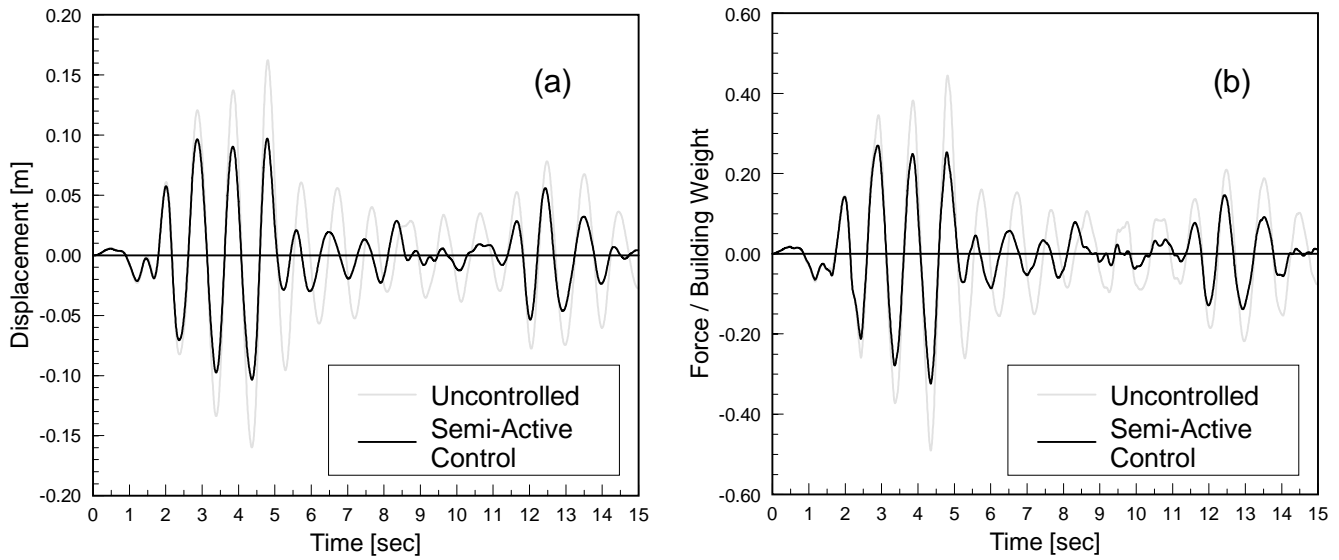 0.20
0.15
0.10
0.05
0.00
-0.05
-0.10
-0.15
-0.20
Displacement [m]
(a)
Uncontrolled
Semi-Active
Control
0 1 2 3 4 5 6 7 8 9 10 11 12 13 14 15
Time [sec]
0.60
0.40
0.20
0.00
-0.20
-0.40
-0.60
Force / Building Weight
(b)
Uncontrolled
Semi-Active
Control
0 1 2 3 4 5 6 7 8 9 10 11 12 13 14 15
Time [sec]